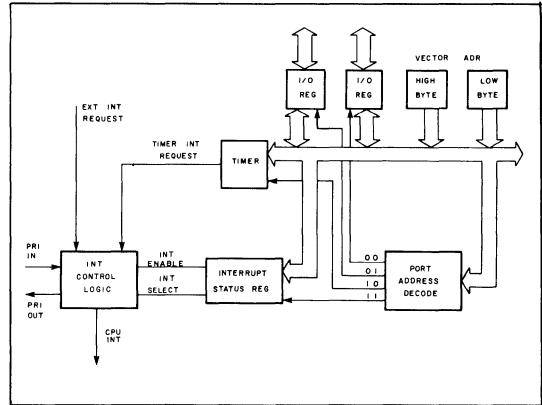 VECTOR ADR
I/O
REG
I/O
REG
HIGH
BYTE
LOW
BYTE
EXT INT
REQUEST
TIMER INT
REQUEST
TIMER
PRI
IN
INT
CONTROL
LOGIC
INT
ENABLE
INT
SELECT
INTERRUPT
STATUS REG
00
01
10
11
PORT
ADDRESS
DECODE
PRI
OUT
CPU
INT